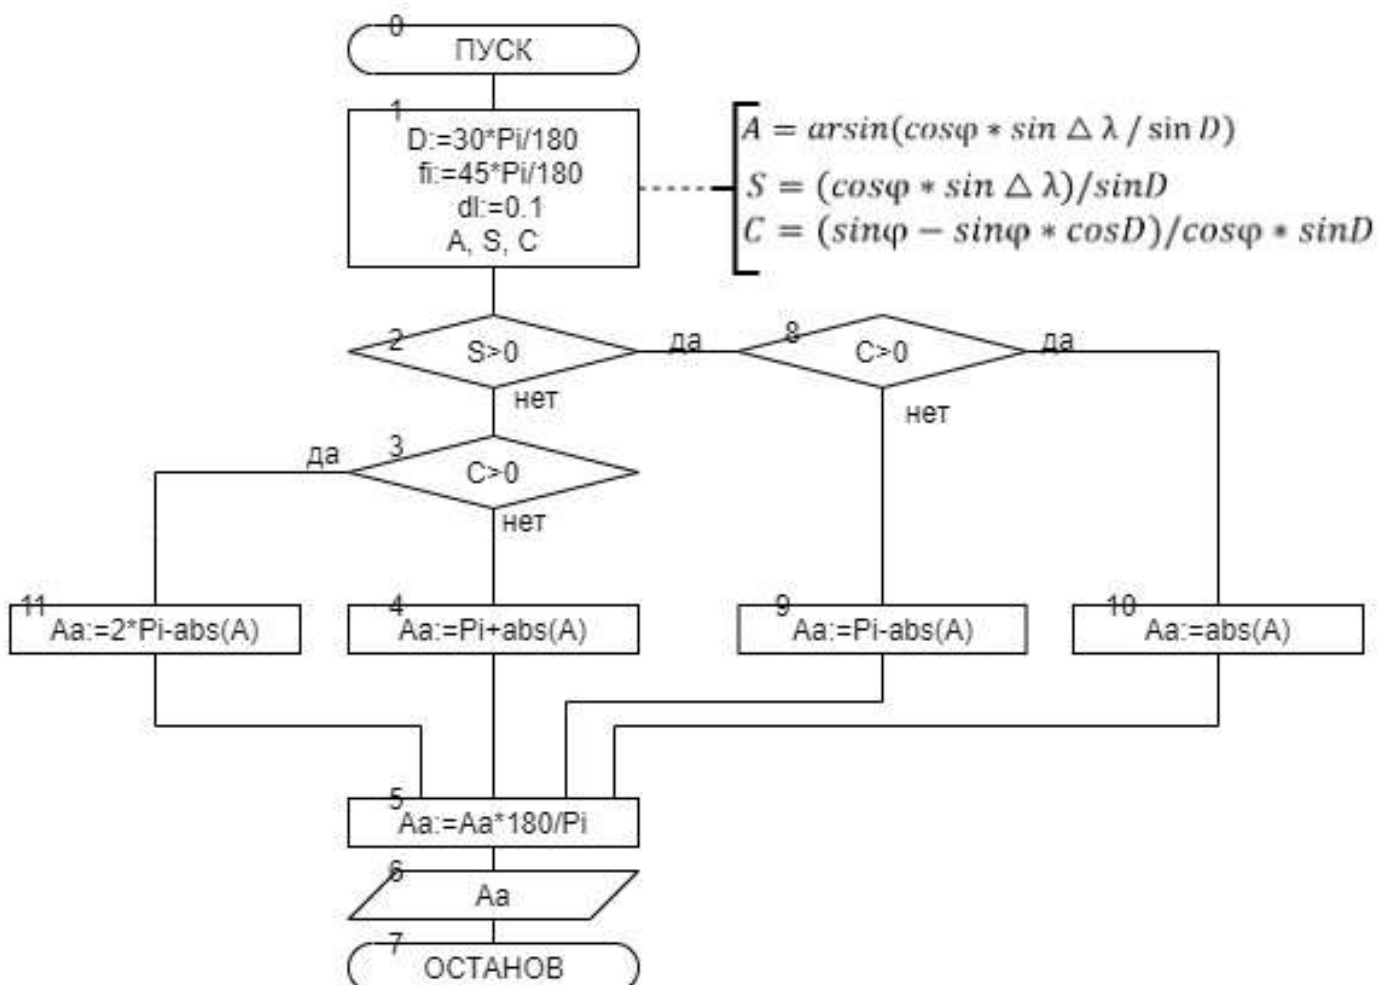 0
ПУСК
1
D:=30*Pi/180
fi:=45*Pi/180
dl:=0.1
A, S, C
A = arsin(cosφ * sin △ λ / sin D)
S = (cosφ * sin △ λ)/sinD
C = (sinφ − sinφ * cosD)/cosφ * sinD
2
S>0
да
8
C>0
да
нет
нет
да
3
C>0
нет
11
Aa:=2*Pi-abs(A)
4
Aa:=Pi+abs(A)
9
Aa:=Pi-abs(A)
10
Aa:=abs(A)
5
Aa:=Aa*180/Pi
6
Aa
7
ОСТАНОВ